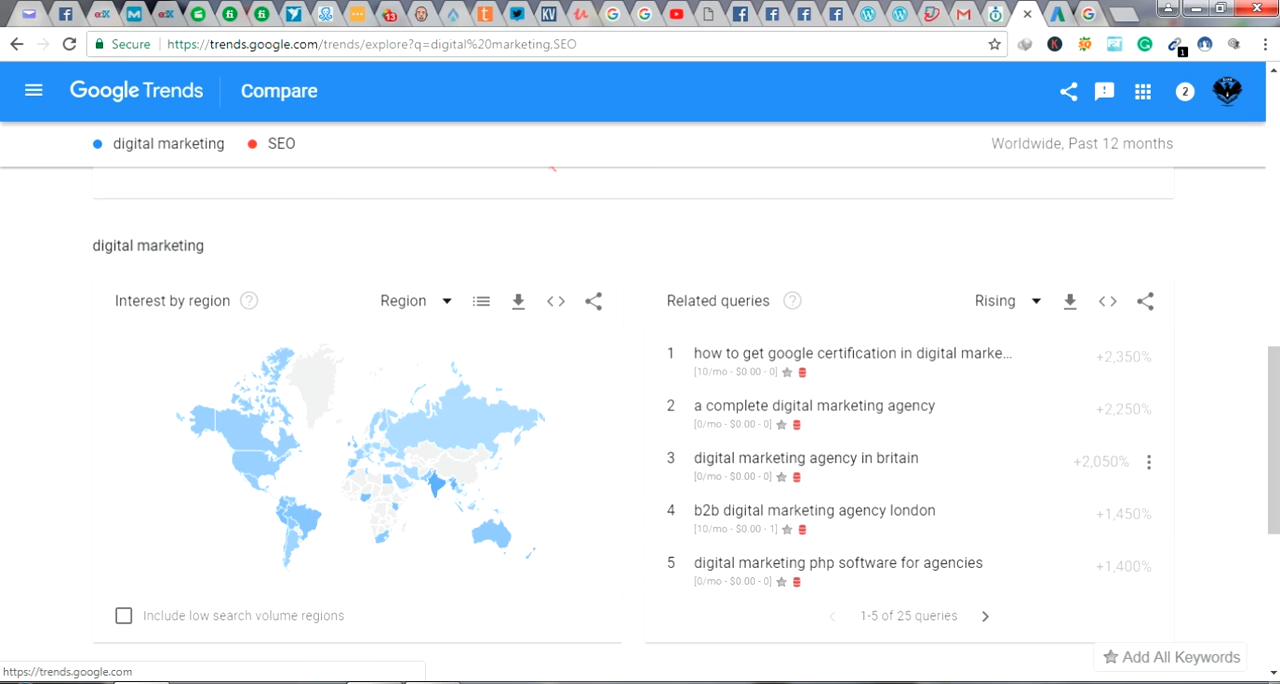 Secure https://trends.google.com/trends/explore?q=digital%20marketing.SEO
1
Google Trends Compare 2
digital marketing SEO Worldwide, Past 12 months
digital marketing
Interest by region Region
Related queries Rising
1 how to get google certification in digital marke... +2,350%
[10/mo - $0.00 - 0]
2 a complete digital marketing agency +2,250%
[0/mo - $0.00 - 0]
3 digital marketing agency in britain +2,050%
[0/mo - $0.00 - 0]
4 b2b digital marketing agency london +1,450%
[10/mo - $0.00 - 1]
5 digital marketing php software for agencies +1,400%
[0/mo - $0.00 - 0]
Include low search volume regions
1-5 of 25 queries
Add All Keywords
https://trends.google.com